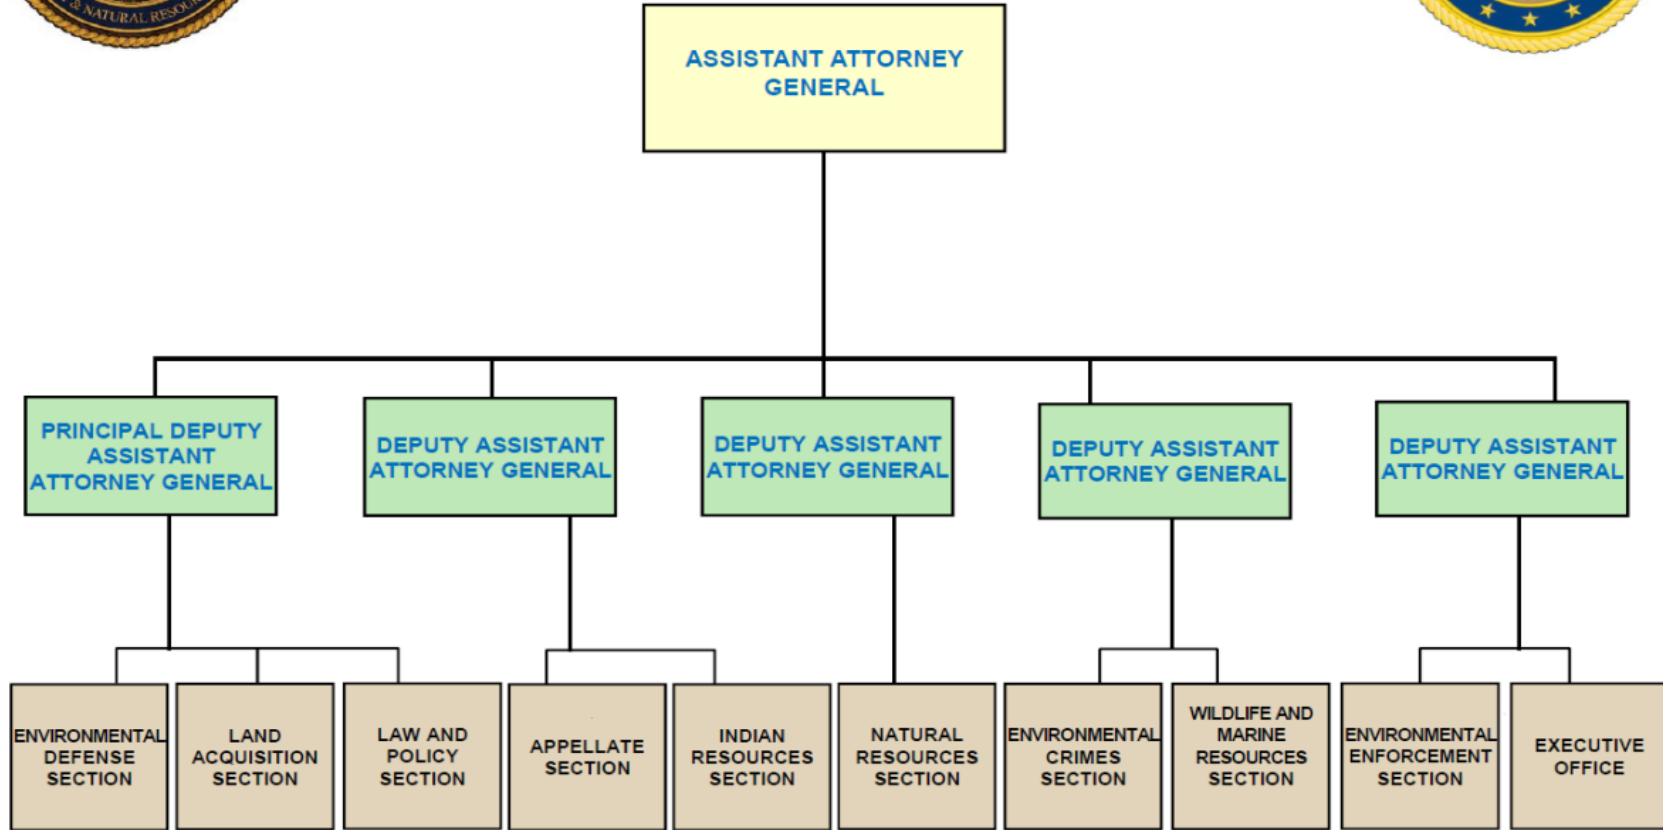 & NATURAL RESOUR
ASSISTANT ATTORNEY
GENERAL
PRINCIPAL DEPUTY
ASSISTANT
ATTORNEY GENERAL
DEPUTY ASSISTANT
ATTORNEY GENERAL
DEPUTY ASSISTANT
ATTORNEY GENERAL
DEPUTY ASSISTANT
ATTORNEY GENERAL
DEPUTY ASSISTANT
ATTORNEY GENERAL
ENVIRONMENTAL
DEFENSE
SECTION
LAND
ACQUISITION
SECTION
LAW AND
POLICY
SECTION
APPELLATE
SECTION
INDIAN
RESOURCES
SECTION
NATURAL
RESOURCES
SECTION
ENVIRONMENTAL
CRIMES
SECTION
WILDLIFE AND
MARINE
RESOURCES
SECTION
ENVIRONMENTAL
ENFORCEMENT
SECTION
EXECUTIVE
OFFICE